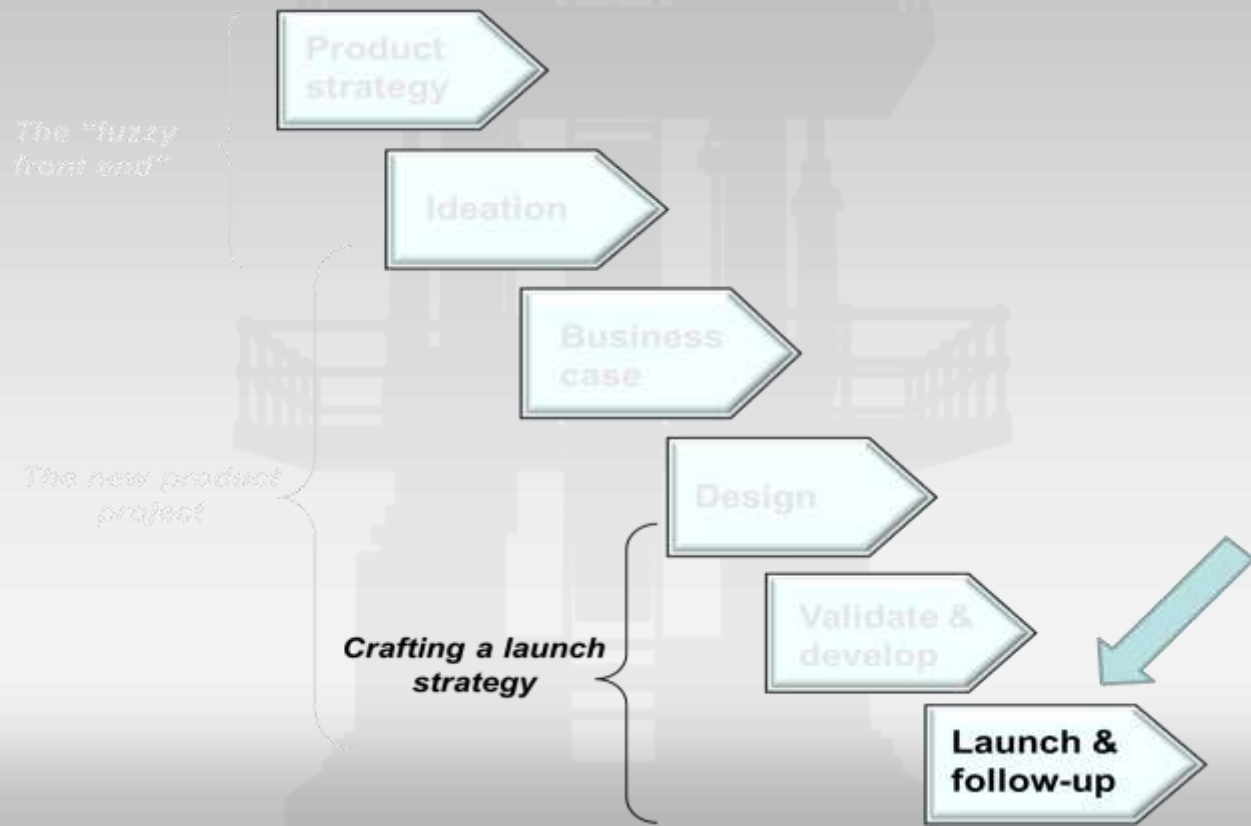 Product
strategy
The "fuzzy
front end"
Ideation
Business
case
The new product
project
Design
Validate &
develop
Crafting a launch
strategy
Launch &
follow-up